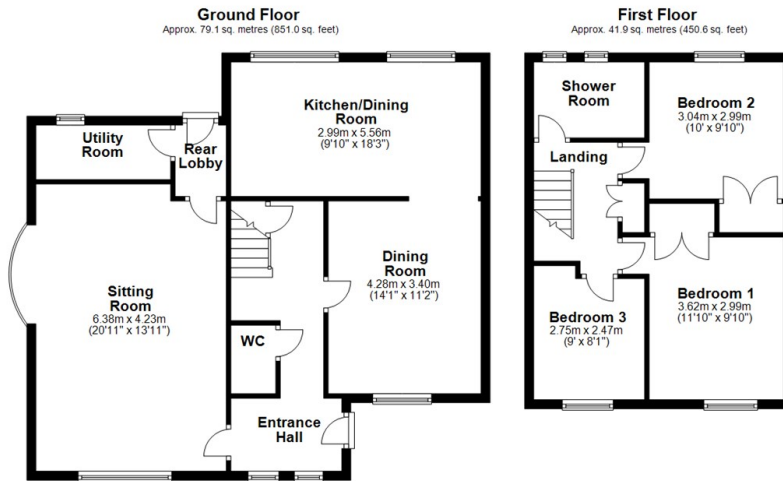 Ground Floor
Approx. 79.1 sq. metres (851.0 sq. feet)
Kitchen/Dining
Room
2.99m x 5.56m
(9'10" x 18'3")
Utility
Room
Rear
Lobby
Sitting
Room
6.38m x 4.23m
(20'11" x 13'11")
Dining
Room
4.28m x 3.40m
(14'1" x 11'2")
WC
Entrance
Hall
First Floor
Approx. 41.9 sq. metres (450.6 sq. feet)
Shower
Room
Bedroom 2
3.04m x 2.99m
(10' x 9'10")
Landing
Bedroom 1
3.62m x 2.99m
(11'10" x 9'10")
Bedroom 3
2.75m x 2.47m
(9' x 8'1")